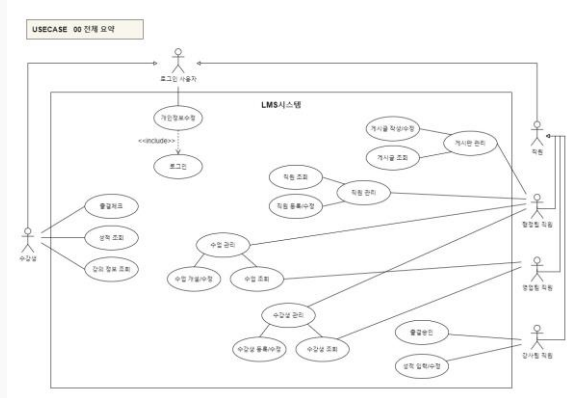 USECASE 00 전체 요약
로그인 사용자
LMS시스템
개인정보수정
<<include>>
로그인
게시글 작성/수정
게시판 관리
게시글 조회
직원
직원 조회
직원 관리
직원 등록/수정
행정팀 직원
출결체크
성적 조회
강의 정보 조회
수강생
수업 관리
수업 개설/수정
수업 조회
영업팀 직원
수강생 관리
수강생 등록/수정
수강생 조회
출결승인
성적 입력/수정
강사팀 직원